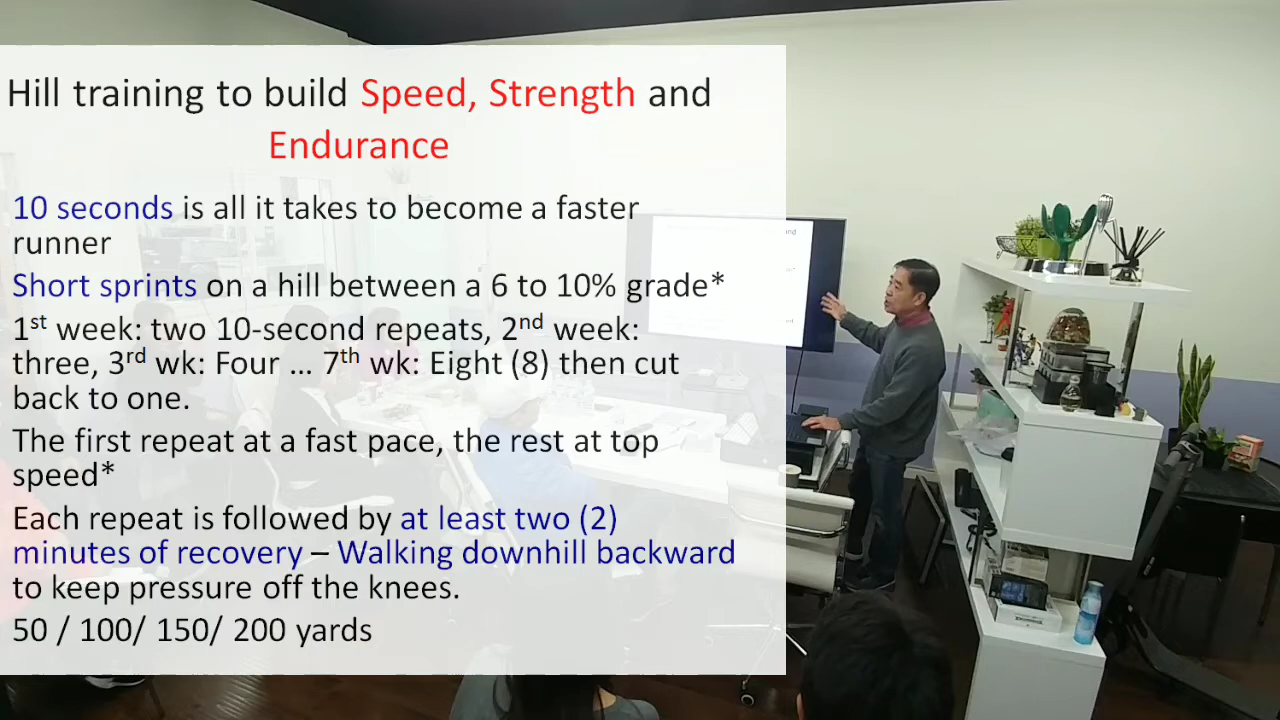 Hill training to build Speed, Strength and
Endurance
10 seconds is all it takes to become a faster
runner
Short sprints on a hill between a 6 to 10% grade*
1st week: two 10-second repeats, 2nd week:
three, 3rd wk: Four ... 7th wk: Eight (8) then cut
back to one.
The first repeat at a fast pace, the rest at top
speed*
Each repeat is followed by at least two (2)
minutes of recovery – Walking downhill backward
to keep pressure off the knees.
50 / 100/ 150/ 200 yards